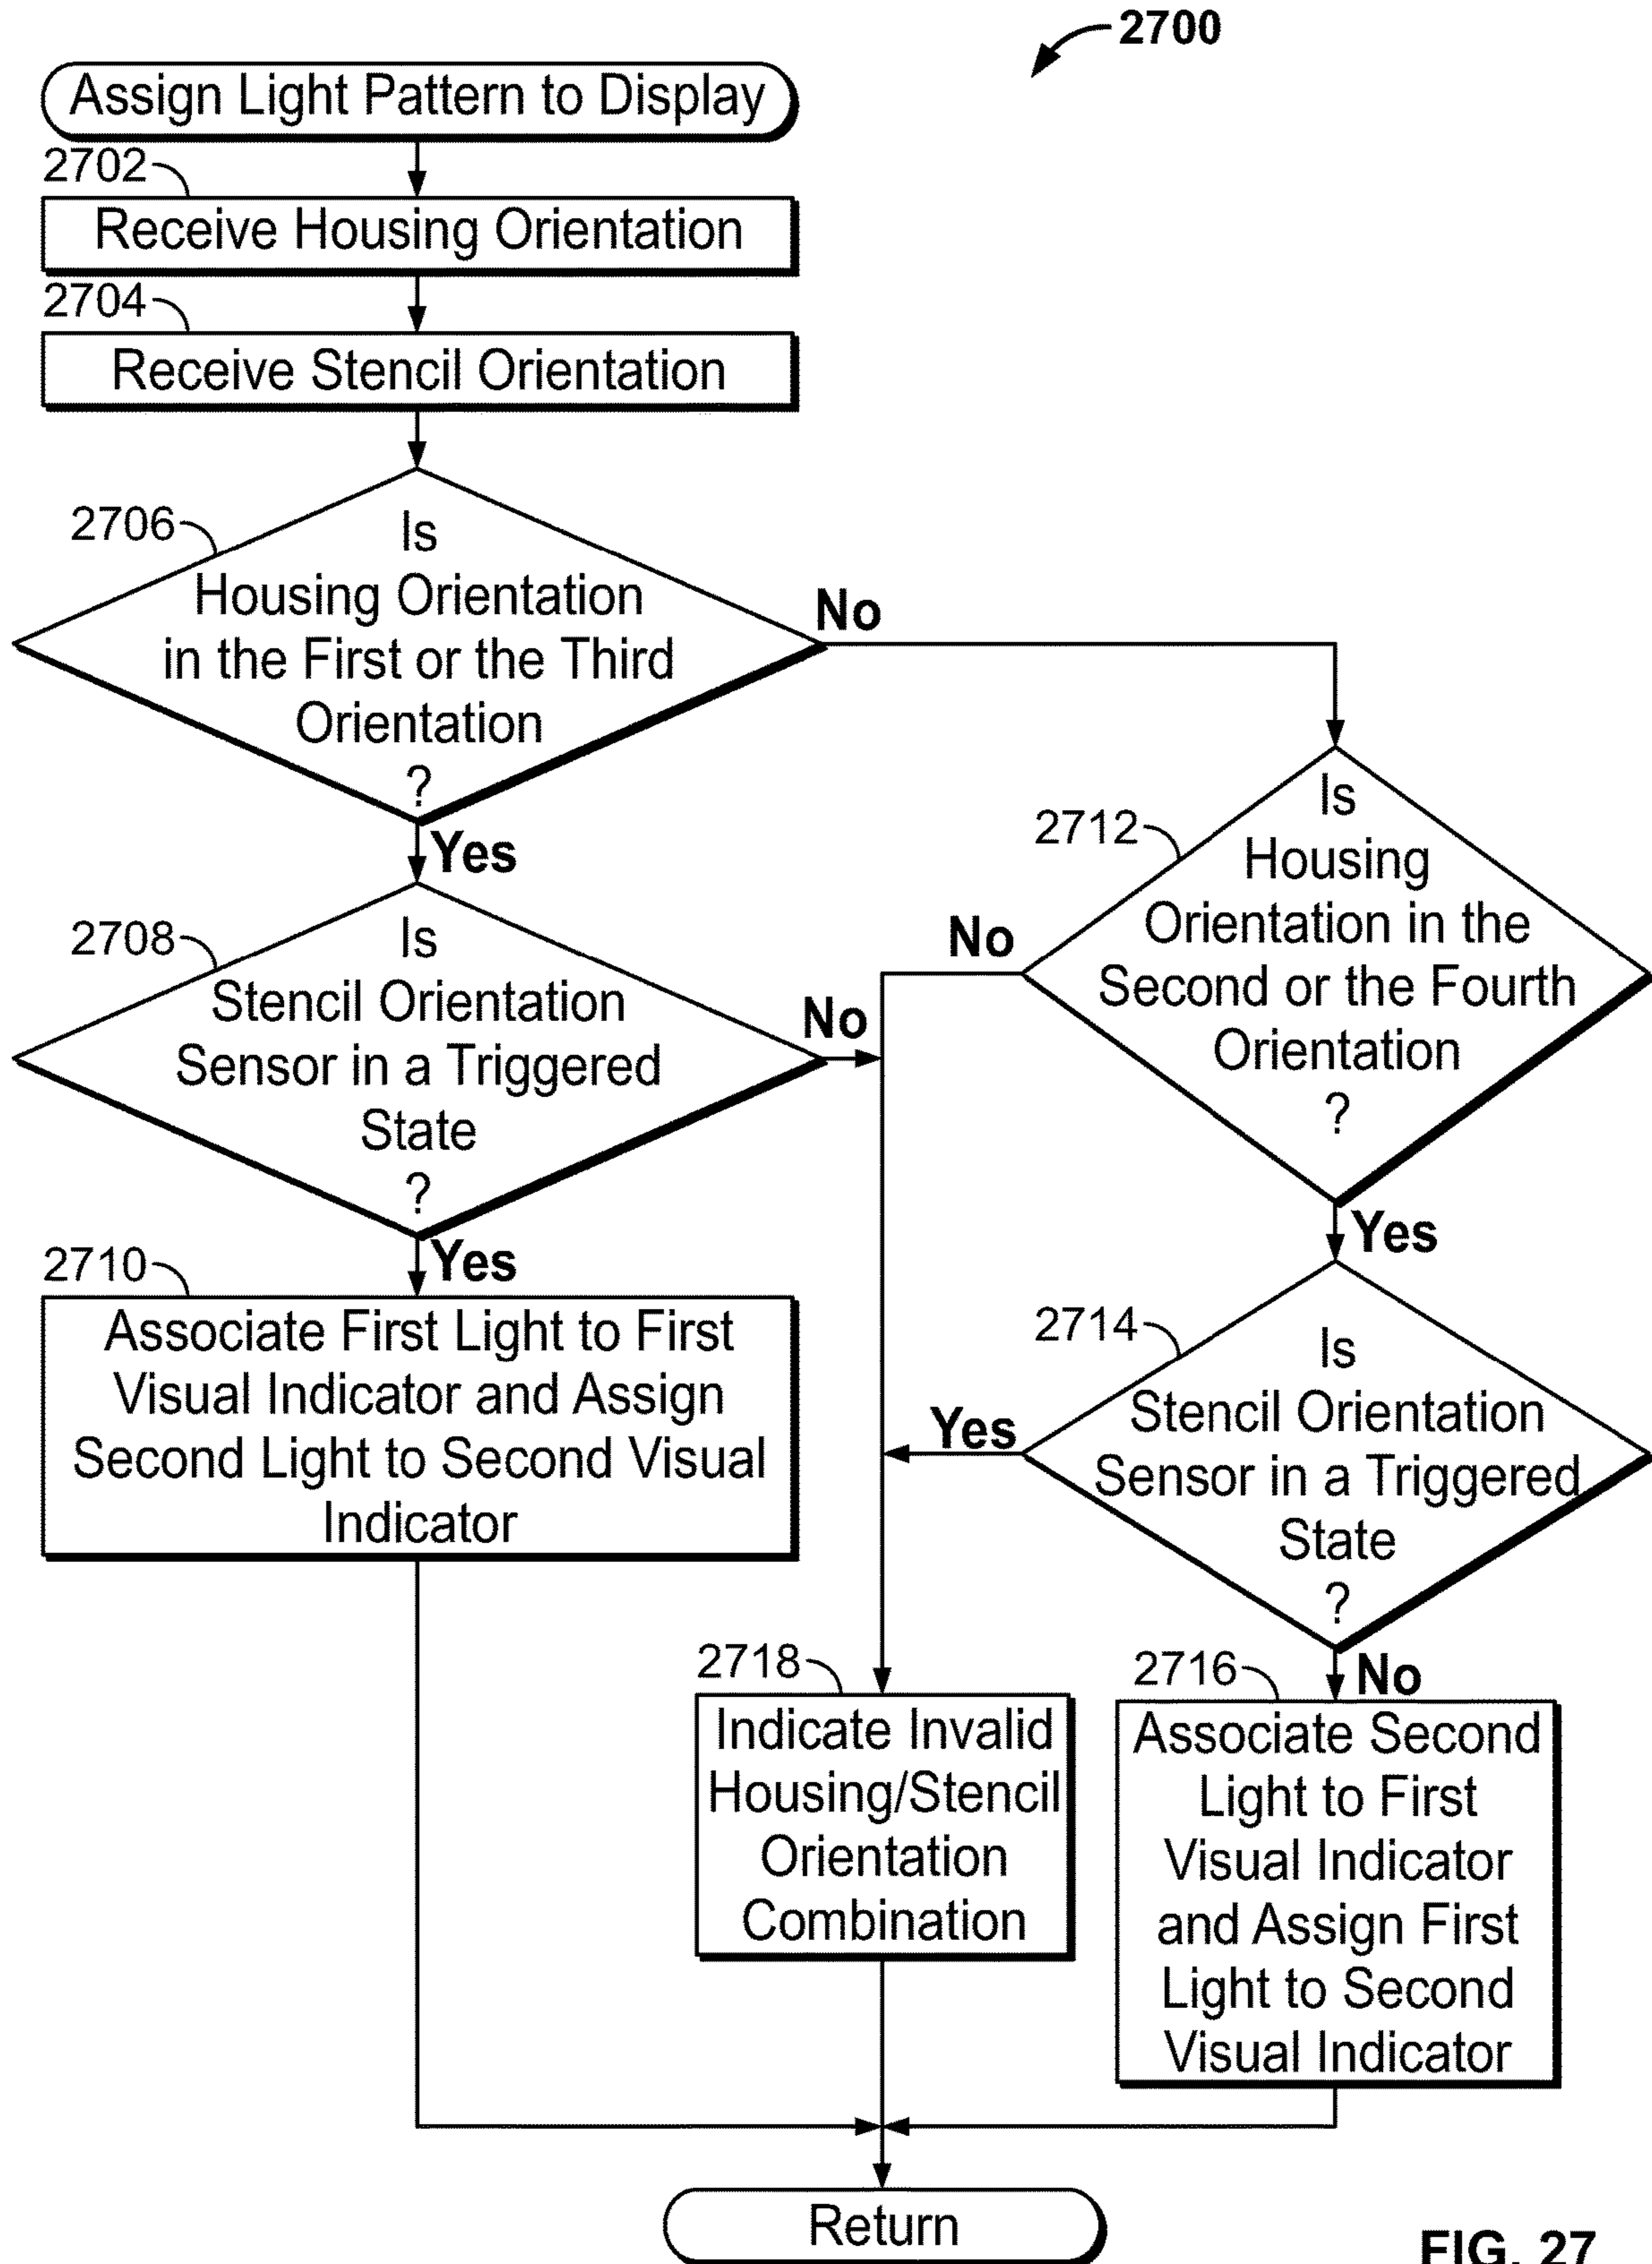 2700
Assign Light Pattern to Display
2702
Receive Housing Orientation
2704
Receive Stencil Orientation
2706
Is
Housing Orientation
in the First or the Third
Orientation
?
No
Yes
2708
Is
Stencil Orientation
Sensor in a Triggered
State
?
No
Yes
2710
Associate First Light to First
Visual Indicator and Assign
Second Light to Second Visual
Indicator
2712
Is
Housing
Orientation in the
Second or the Fourth
Orientation
?
No
Yes
2714
Is
Stencil Orientation
Sensor in a Triggered
State
?
Yes
No
2718
Indicate Invalid
Housing/Stencil
Orientation
Combination
2716
Associate Second
Light to First
Visual Indicator
and Assign First
Light to Second
Visual Indicator
Return
FIG. 27